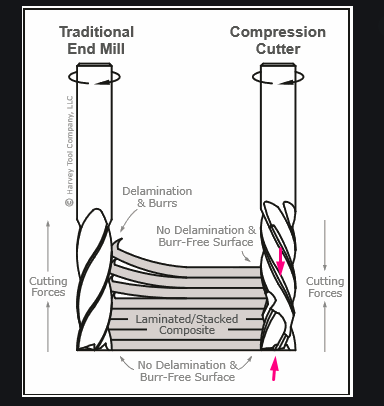 Traditional
End Mill
Compression
Cutter
© Harvey Tool Company, LLC
Delamination
& Burrs
No Delamination &
Burr-Free Surface
Cutting
Forces
Cutting
Forces
Laminated/Stacked
Composite
No Delamination &
Burr-Free Surface